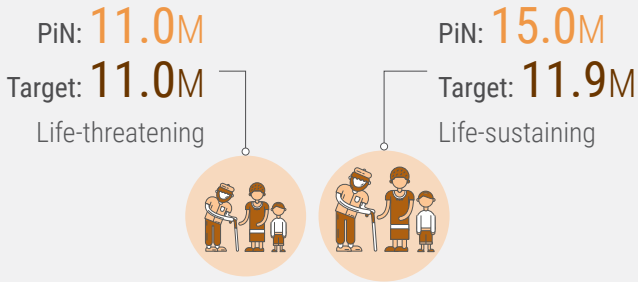 PiN: 11.0M
Target: 11.0M
Life-threatening
PiN: 15.0M
Target: 11.9M
Life-sustaining